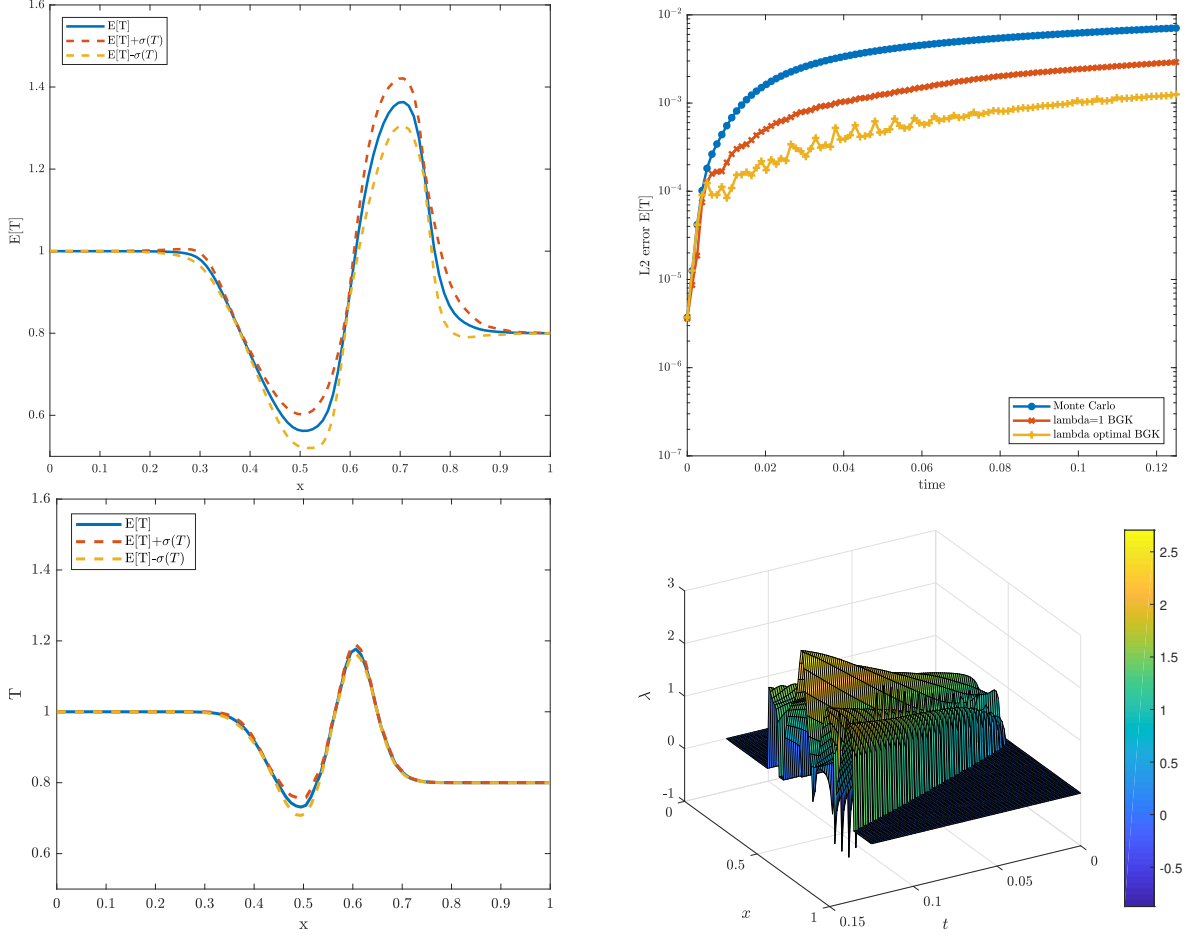 1.6
1.4
1.2
1
0.8
0.6
E[T]
E[T]
E[T]+σ(T)
E[T]-σ(T)
0 0.1 0.2 0.3 0.4 0.5 0.6 0.7 0.8 0.9 1
x
10⁻²
10⁻³
10⁻⁴
10⁻⁵
10⁻⁶
10⁻⁷
L2 error E[T]
Monte Carlo
lambda=1 BGK
lambda optimal BGK
0 0.02 0.04 0.06 0.08 0.1 0.12
time
1.6
1.4
1.2
1
0.8
0.6
T
E[T]
E[T]+σ(T)
E[T]-σ(T)
0 0.1 0.2 0.3 0.4 0.5 0.6 0.7 0.8 0.9 1
x
3
2
1
0
-1
λ
0
0.5
1
x
0.15
0.1
0.05
0
t
2.5
2
1.5
1
0.5
0
-0.5